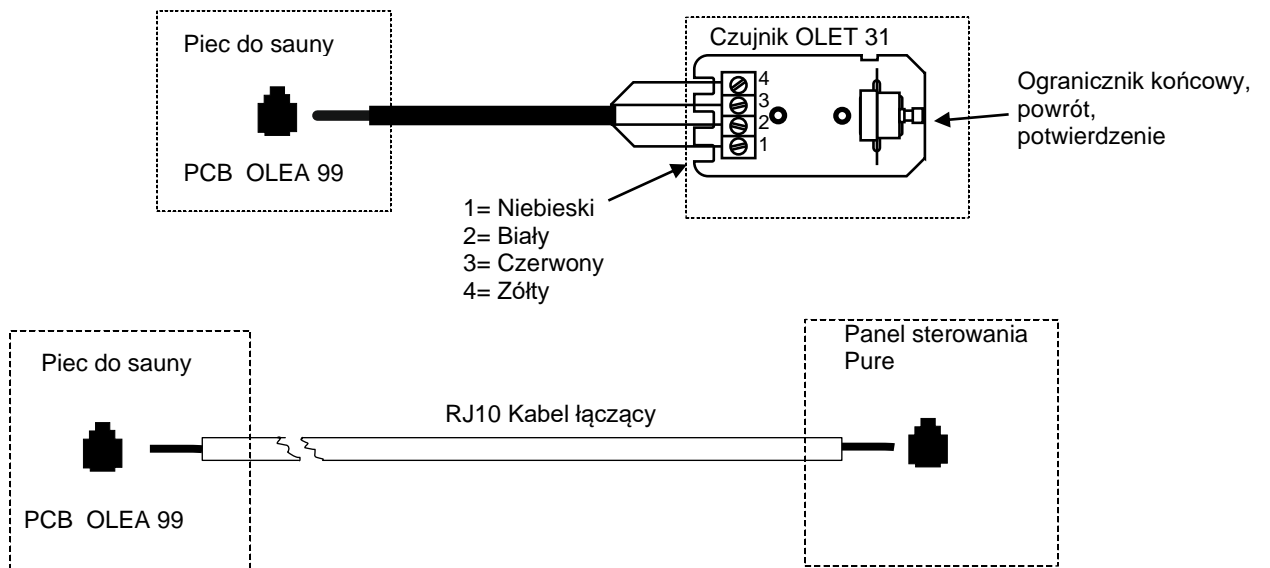 Piec do sauny
PCB OLEA 99
Czujnik OLET 31
4
3
2
1
Ogranicznik końcowy,
powrót,
potwierdzenie
1= Niebieski
2= Biały
3= Czerwony
4= Zółty
Piec do sauny
PCB OLEA 99
RJ10 Kabel łączący
Panel sterowania
Pure